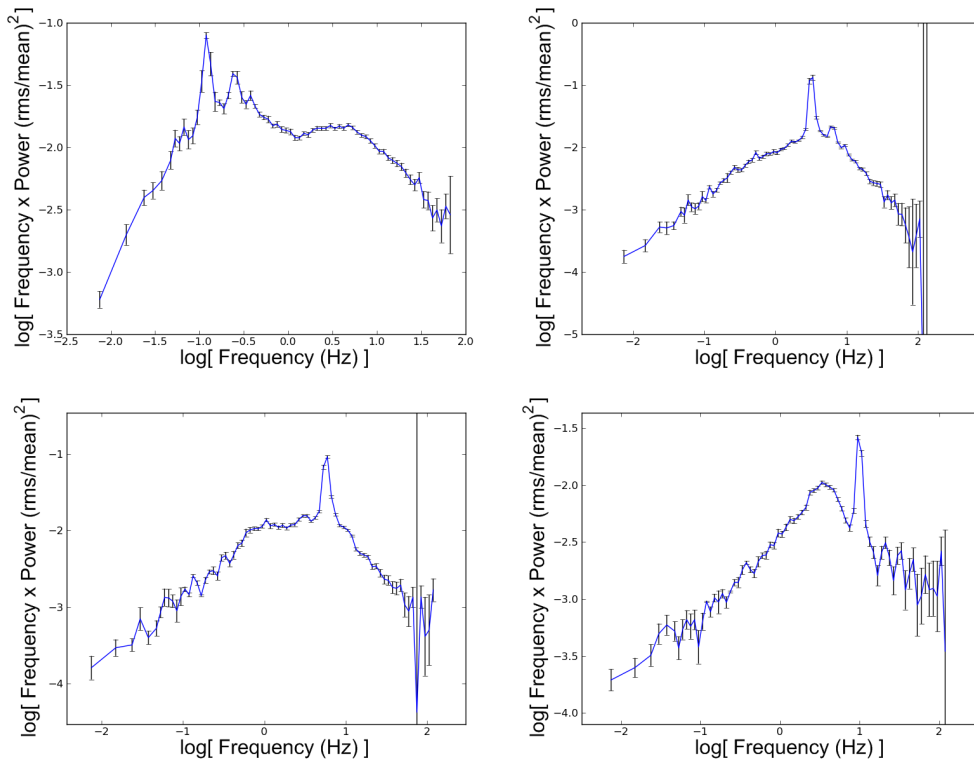 log[ Frequency x Power (rms/mean)²]
-1.0
-1.5
-2.0
-2.5
-3.0
-3.5
-2.5 -2.0 -1.5 -1.0 -0.5 0.0 0.5 1.0 1.5 2.0
log[ Frequency (Hz) ]
log[ Frequency x Power (rms/mean)²]
0
−1
−2
−3
−4
−5
−2 −1 0 1 2
log[ Frequency (Hz) ]
log[ Frequency x Power (rms/mean)²]
−1
−2
−3
−4
−2 −1 0 1 2
log[ Frequency (Hz) ]
log[ Frequency x Power (rms/mean)²]
−1.5
−2.0
−2.5
−3.0
−3.5
−4.0
−2 −1 0 1 2
log[ Frequency (Hz) ]